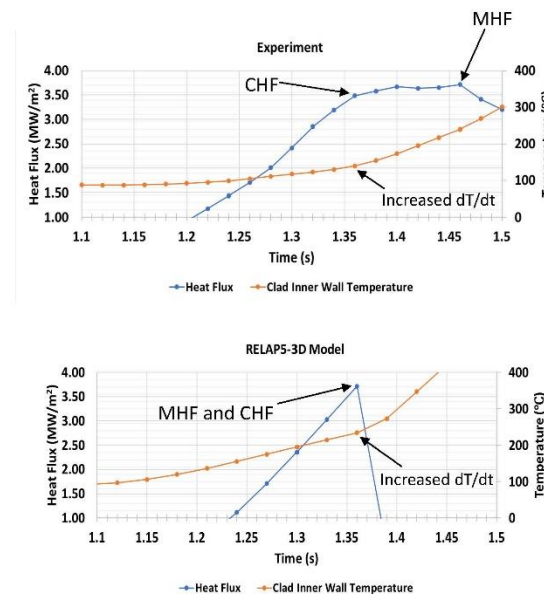 MHF
Experiment
CHF
4.00 400
3.50
3.00 300
2.50 200
2.00
1.50 100
1.00 0
Heat Flux (MW/m²)
Increased dT/dt
1.1 1.15 1.2 1.25 1.3 1.35 1.4 1.45 1.5
Time (s)
Heat Flux Clad Inner Wall Temperature
RELAP5-3D Model
4.00 400
3.50
3.00 300
2.50 200
2.00
1.50 100
1.00 0
Heat Flux (MW/m²)
Temperature (°C)
MHF and CHF
Increased dT/dt
1.1 1.15 1.2 1.25 1.3 1.35 1.4 1.45 1.5
Time (s)
Heat Flux Clad Inner Wall Temperature